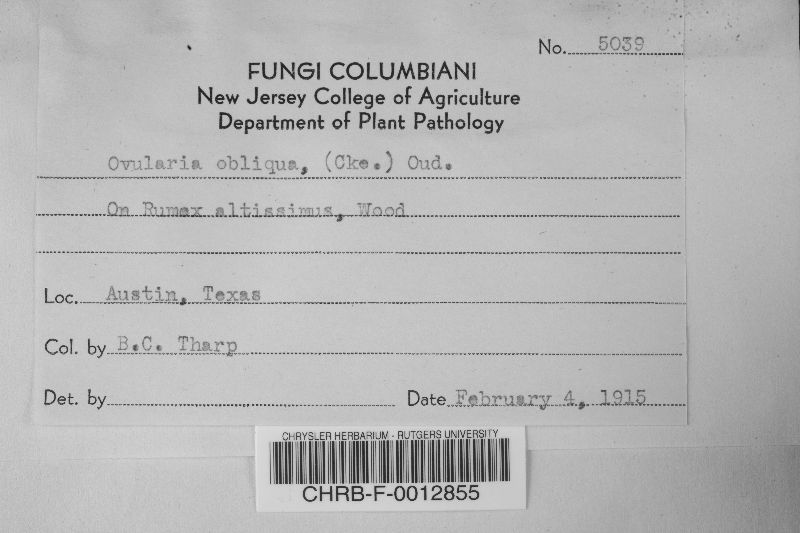 No. 5039
FUNGI COLUMBIANI
New Jersey College of Agriculture
Department of Plant Pathology
Ovularia obliqua, (Cke.) Oud.
On Rumex altissimus, Wood
Loc. Austin, Texas
Col. by B.C. Tharp
Det. by Date February 4, 1915
CHRYSLER HERBARIUM - RUTGERS UNIVERSITY
CHRB-F-0012855